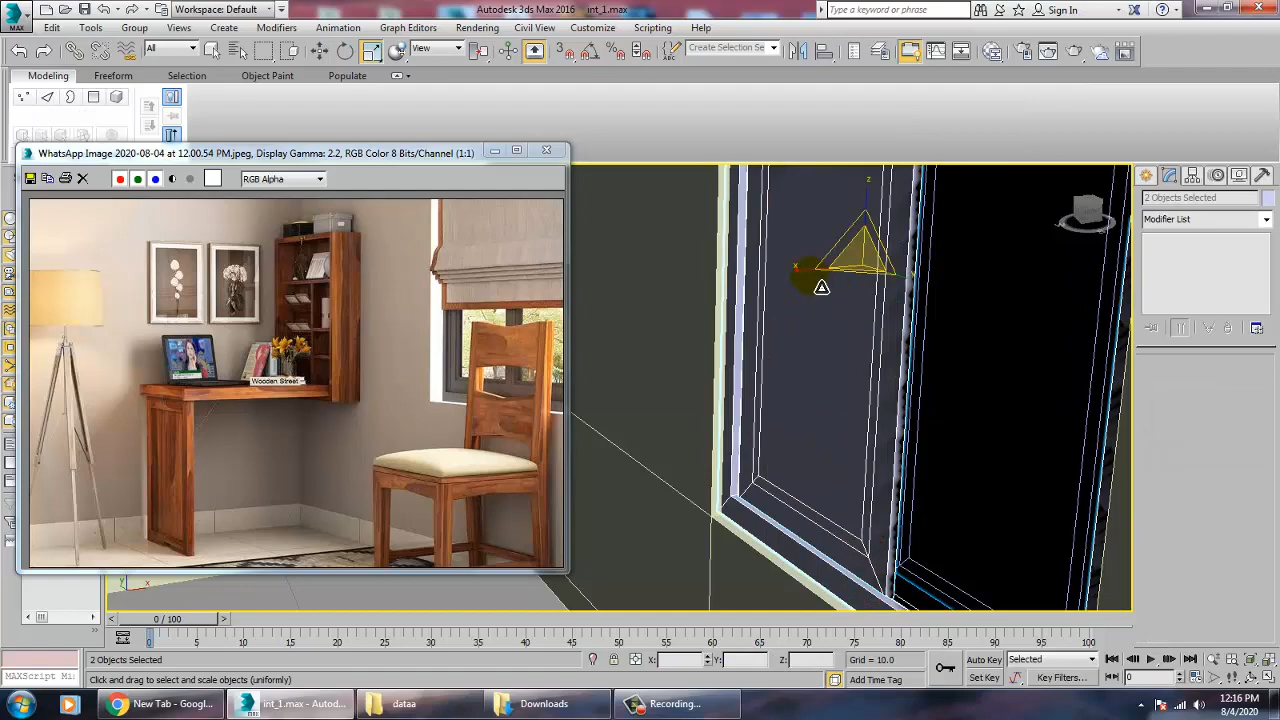 Workspace: Default
Autodesk 3ds Max 2016
int_1.max
Type a keyword or phrase
Sign In
MAX
Edit
Tools
Group
Views
Create
Modifiers
Animation
Graph Editors
Rendering
Civil View
Customize
Scripting
Help
All
View
Create Selection Se
Modeling
Freeform
Selection
Object Paint
Populate
WhatsApp Image 2020-08-04 at 12.00.54 PM.jpeg, Display Gamma: 2.2, RGB Color 8 Bits/Channel (1:1)
RGB Alpha
Wooden Street
z
x
2 Objects Selected
Modifier List
y
x
0 / 100
0 5 10 15 20 25 30 35 40 45 50 55 60 65 70 75 80 85 90 95 100
2 Objects Selected
X:
Y:
Z:
Grid = 10.0
Auto Key
Selected
MAXScript Mi
Click and drag to select and scale objects (uniformly)
Add Time Tag
Set Key
Key Filters...
0
New Tab - Googl...
int_1.max - Autod...
dataa
Downloads
Recording...
12:16 PM
8/4/2020